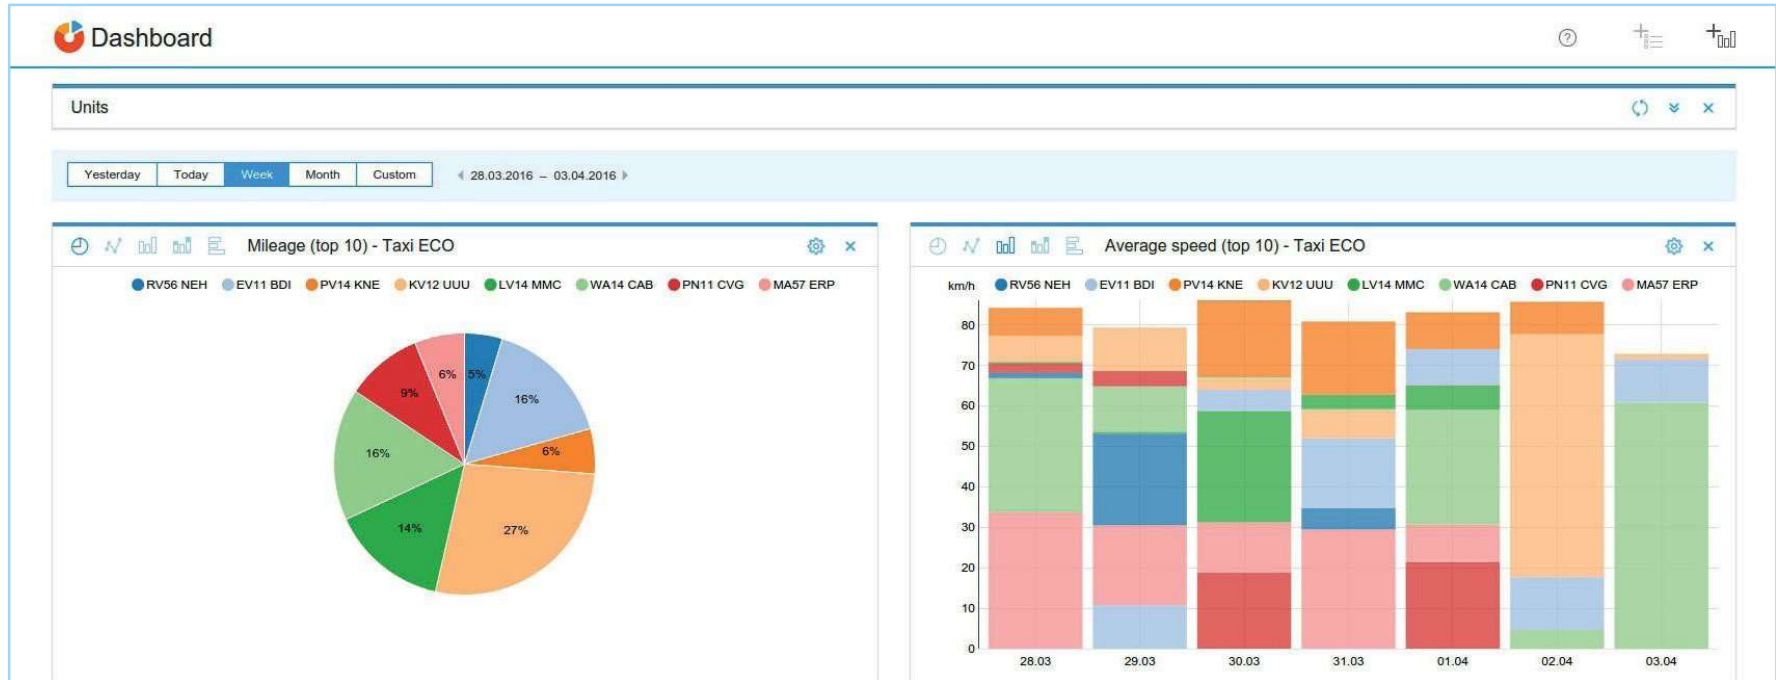 Dashboard
Units
Yesterday Today Week Month Custom 28.03.2016 – 03.04.2016
Mileage (top 10) - Taxi ECO
RV56 NEH EV11 BDI PV14 KNE KV12 UUU LV14 MMC WA14 CAB PN11 CVG MA57 ERP
6% 5%
9%
16%
16%
6%
14%
27%
Average speed (top 10) - Taxi ECO
km/h RV56 NEH EV11 BDI PV14 KNE KV12 UUU LV14 MMC WA14 CAB PN11 CVG MA57 ERP
80
70
60
50
40
30
20
10
0
28.03 29.03 30.03 31.03 01.04 02.04 03.04